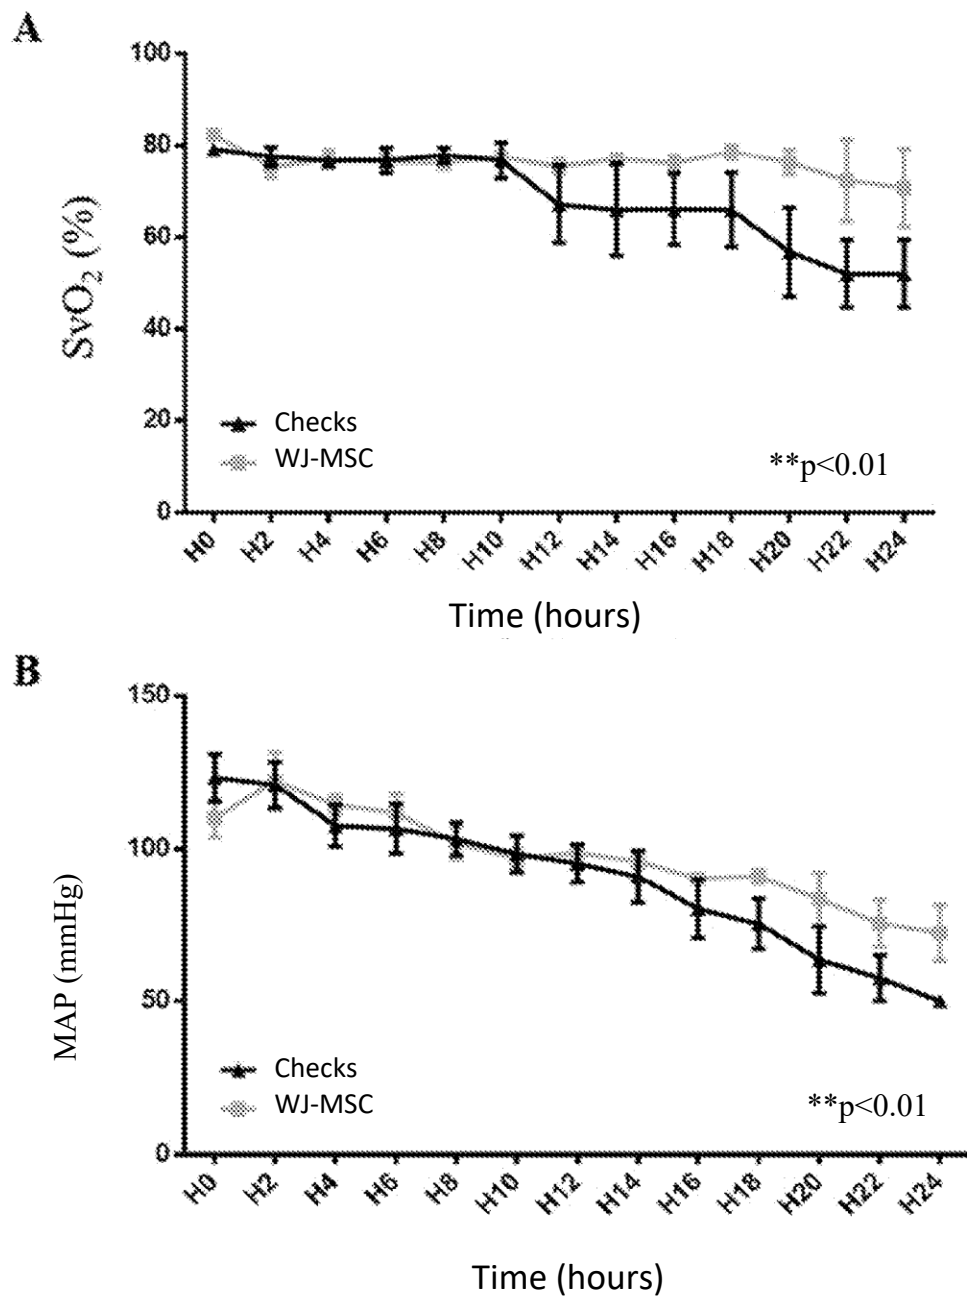 A
100
80
60
40
20
0
SvO₂ (%)
Checks
WJ-MSC
**p<0.01
H0 H2 H4 H6 H8 H10 H12 H14 H16 H18 H20 H22 H24
Time (hours)
B
150
100
50
0
MAP (mmHg)
Checks
WJ-MSC
**p<0.01
H0 H2 H4 H6 H8 H10 H12 H14 H16 H18 H20 H22 H24
Time (hours)